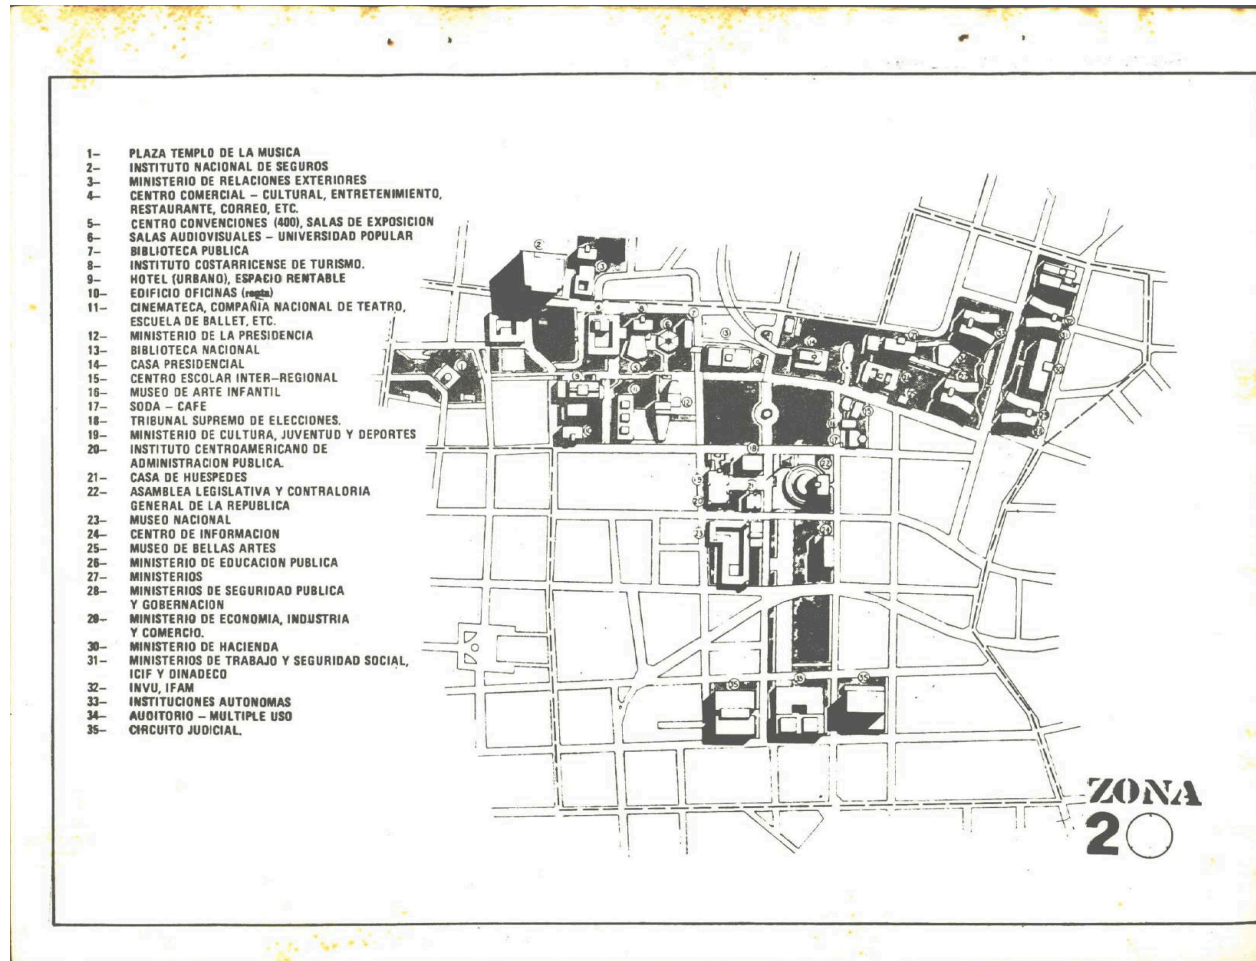 1– PLAZA TEMPLO DE LA MUSICA
2– INSTITUTO NACIONAL DE SEGUROS
3– MINISTERIO DE RELACIONES EXTERIORES
4– CENTRO COMERCIAL – CULTURAL, ENTRETENIMIENTO,
RESTAURANTE, CORREO, ETC.
5– CENTRO CONVENCIONES (400), SALAS DE EXPOSICION
6– SALAS AUDIOVISUALES – UNIVERSIDAD POPULAR
7– BIBLIOTECA PUBLICA
8– INSTITUTO COSTARRICENSE DE TURISMO.
9– HOTEL (URBANO), ESPACIO RENTABLE
10– EDIFICIO OFICINAS (renta)
11– CINEMATECA, COMPAÑIA NACIONAL DE TEATRO,
ESCUELA DE BALLET, ETC.
12– MINISTERIO DE LA PRESIDENCIA
13– BIBLIOTECA NACIONAL
14– CASA PRESIDENCIAL
15– CENTRO ESCOLAR INTER–REGIONAL
16– MUSEO DE ARTE INFANTIL
17– SODA – CAFE
18– TRIBUNAL SUPREMO DE ELECCIONES.
19– MINISTERIO DE CULTURA, JUVENTUD Y DEPORTES
20– INSTITUTO CENTROAMERICANO DE
ADMINISTRACION PUBLICA.
21– CASA DE HUESPEDES
22– ASAMBLEA LEGISLATIVA Y CONTRALORIA
GENERAL DE LA REPUBLICA
23– MUSEO NACIONAL
24– CENTRO DE INFORMACION
25– MUSEO DE BELLAS ARTES
26– MINISTERIO DE EDUCACION PUBLICA
27– MINISTERIOS
28– MINISTERIOS DE SEGURIDAD PUBLICA
Y GOBERNACION
29– MINISTERIO DE ECONOMIA, INDUSTRIA
Y COMERCIO.
30– MINISTERIO DE HACIENDA
31– MINISTERIOS DE TRABAJO Y SEGURIDAD SOCIAL,
ICIF Y DINADECO
32– INVU, IFAM
33– INSTITUCIONES AUTONOMAS
34– AUDITORIO – MULTIPLE USO
35– CIRCUITO JUDICIAL.
2
12
18
22
23
24
35
35
35
ZONA
20